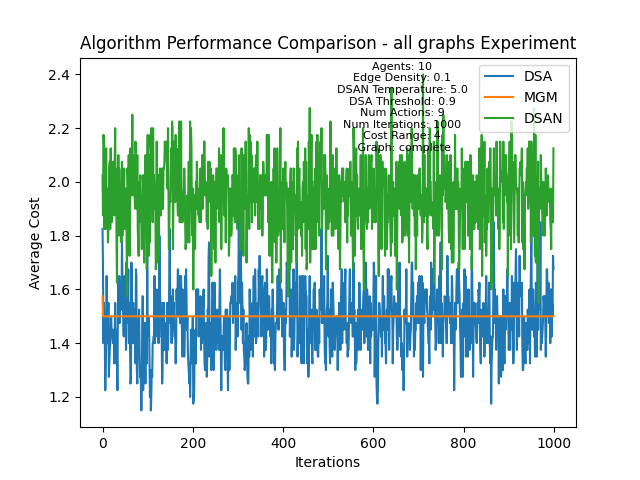 Algorithm Performance Comparison - all graphs Experiment
Agents: 10
Edge Density: 0.1
DSAN Temperature: 5.0
DSA Threshold: 0.9
Num Actions: 9
Num Iterations: 1000
Cost Range: 4
Graph: complete
DSA
MGM
DSAN
2.4
2.2
2.0
1.8
1.6
1.4
1.2
Average Cost
0
200
400
600
800
1000
Iterations